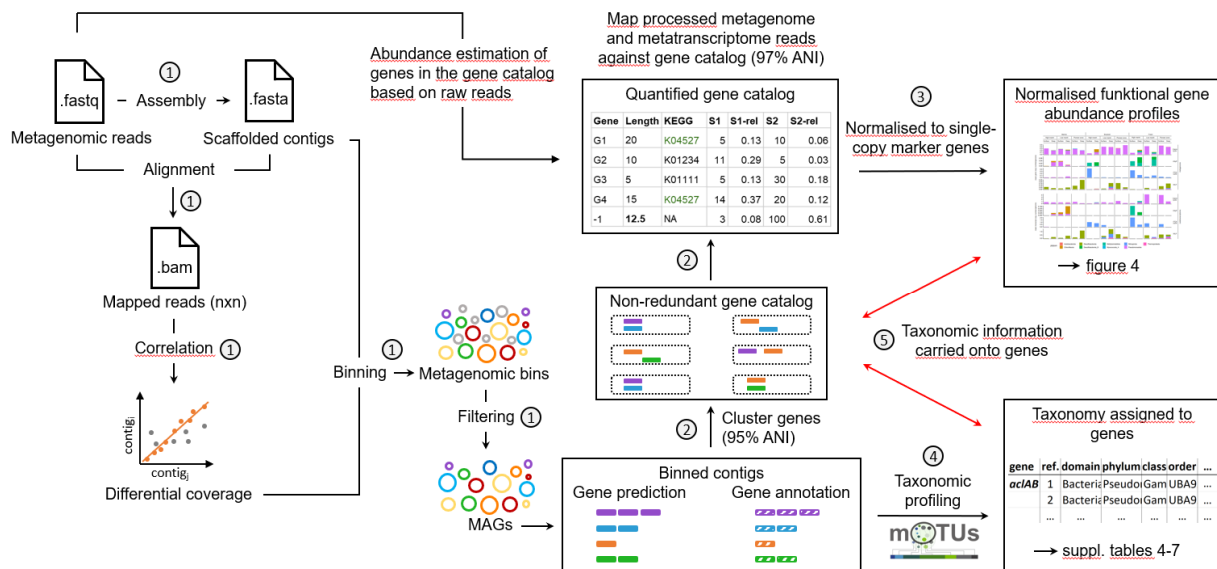 .fastq
1
Assembly
.fasta
Metagenomic reads
Scaffolded contigs
Alignment
1
.bam
Mapped reads (nxn)
Correlation
1
contigi
contigj
Differential coverage
Binning
1
Metagenomic bins
Filtering
1
MAGs
Abundance estimation of
genes in the gene catalog
based on raw reads
Map processed metagenome
and metatranscriptome reads
against gene catalog (97% ANI)
Quantified gene catalog
Gene Length KEGG S1 S1-rel S2 S2-rel
G1 20 K04527 5 0.13 10 0.06
G2 10 K01234 11 0.29 5 0.03
G3 5 K01111 5 0.13 30 0.18
G4 15 K04527 14 0.37 20 0.12
-1 12.5 NA 3 0.08 100 0.61
2
Non-redundant gene catalog
2
Cluster genes
(95% ANI)
Binned contigs
Gene prediction
Gene annotation
3
Normalised to single-
copy marker genes
Normalised funktional gene
abundance profiles
figure 4
5
Taxonomic information
carried onto genes
4
Taxonomic
profiling
mOTUs
Taxonomy assigned to
genes
gene ref. domain phylum class order ...
aclAB 1 Bacteria Pseudo Gam UBA9 ...
2 Bacteria Pseudo Gam UBA9 ...
... ... ... ... ...
suppl. tables 4-7